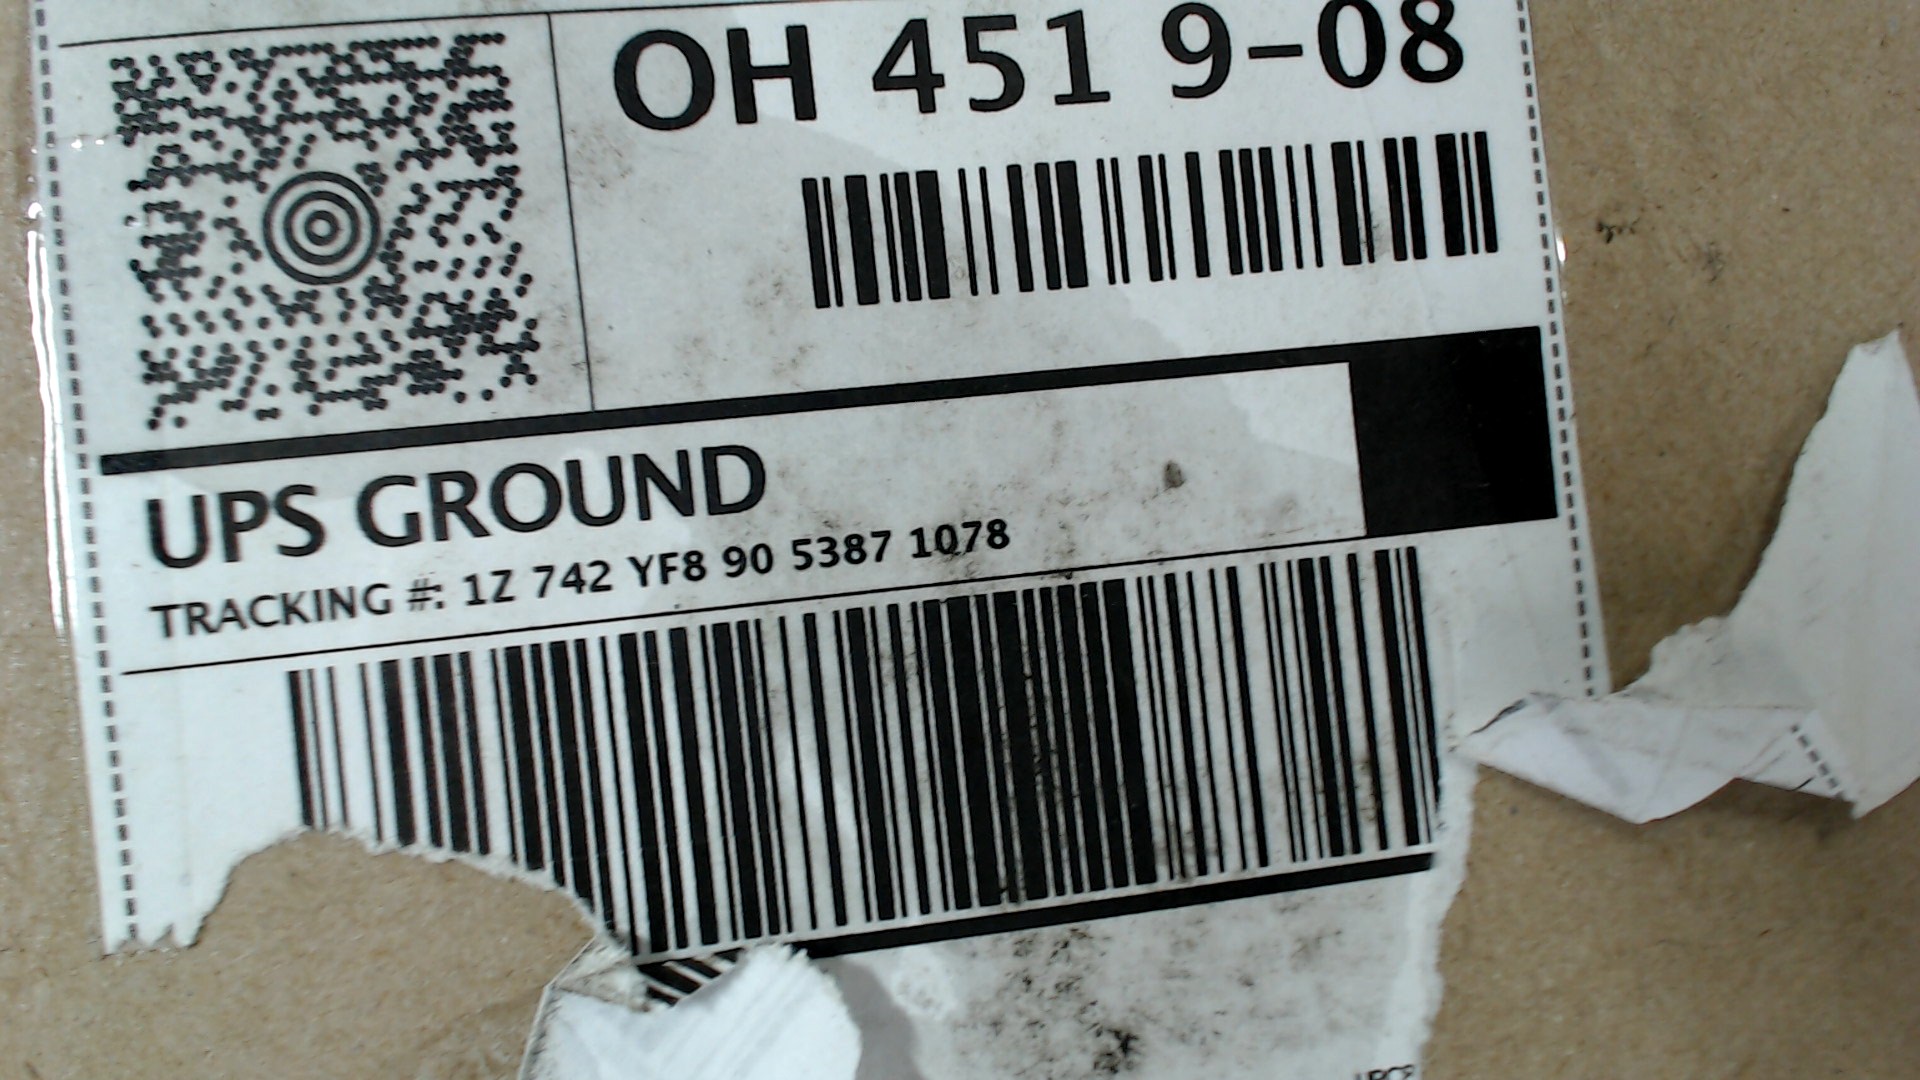 OH 451 9-08
UPS GROUND
TRACKING #: 1Z 742 YF8 90 5387 1078